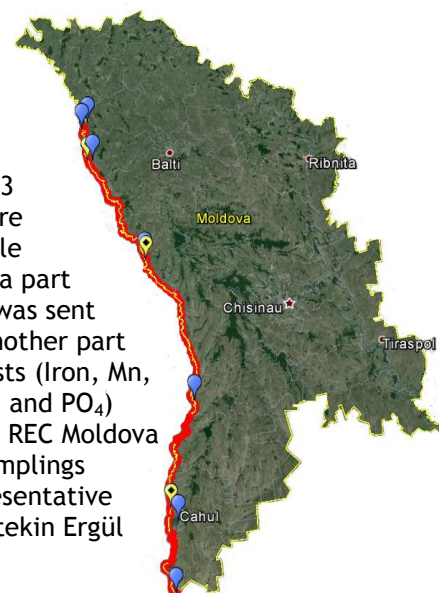 Balti
Ribnita
3
re
le
Moldova
a part
was sent
Chisinau
nother part
Tiraspol
sts (Iron, Mn,
and PO₄)
REC Moldova
mplings
esentative
Cahul
tekin Ergül